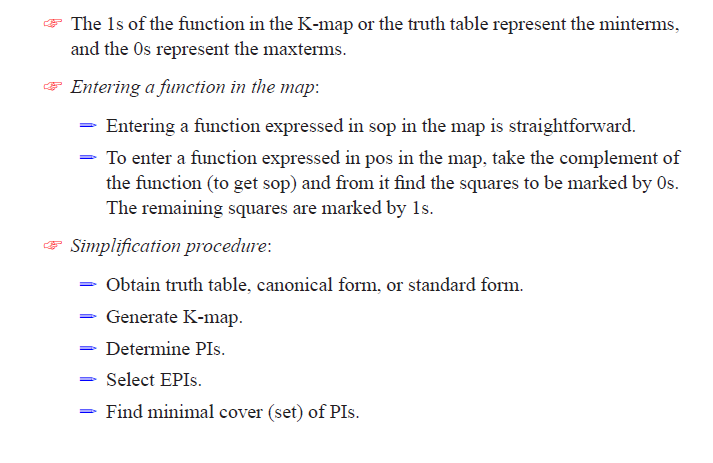 The 1s of the function in the K-map or the truth table represent the minterms,
and the 0s represent the maxterms.
Entering a function in the map:
Entering a function expressed in sop in the map is straightforward.
To enter a function expressed in pos in the map, take the complement of
the function (to get sop) and from it find the squares to be marked by 0s.
The remaining squares are marked by 1s.
Simplification procedure:
Obtain truth table, canonical form, or standard form.
Generate K-map.
Determine PIs.
Select EPIs.
Find minimal cover (set) of PIs.